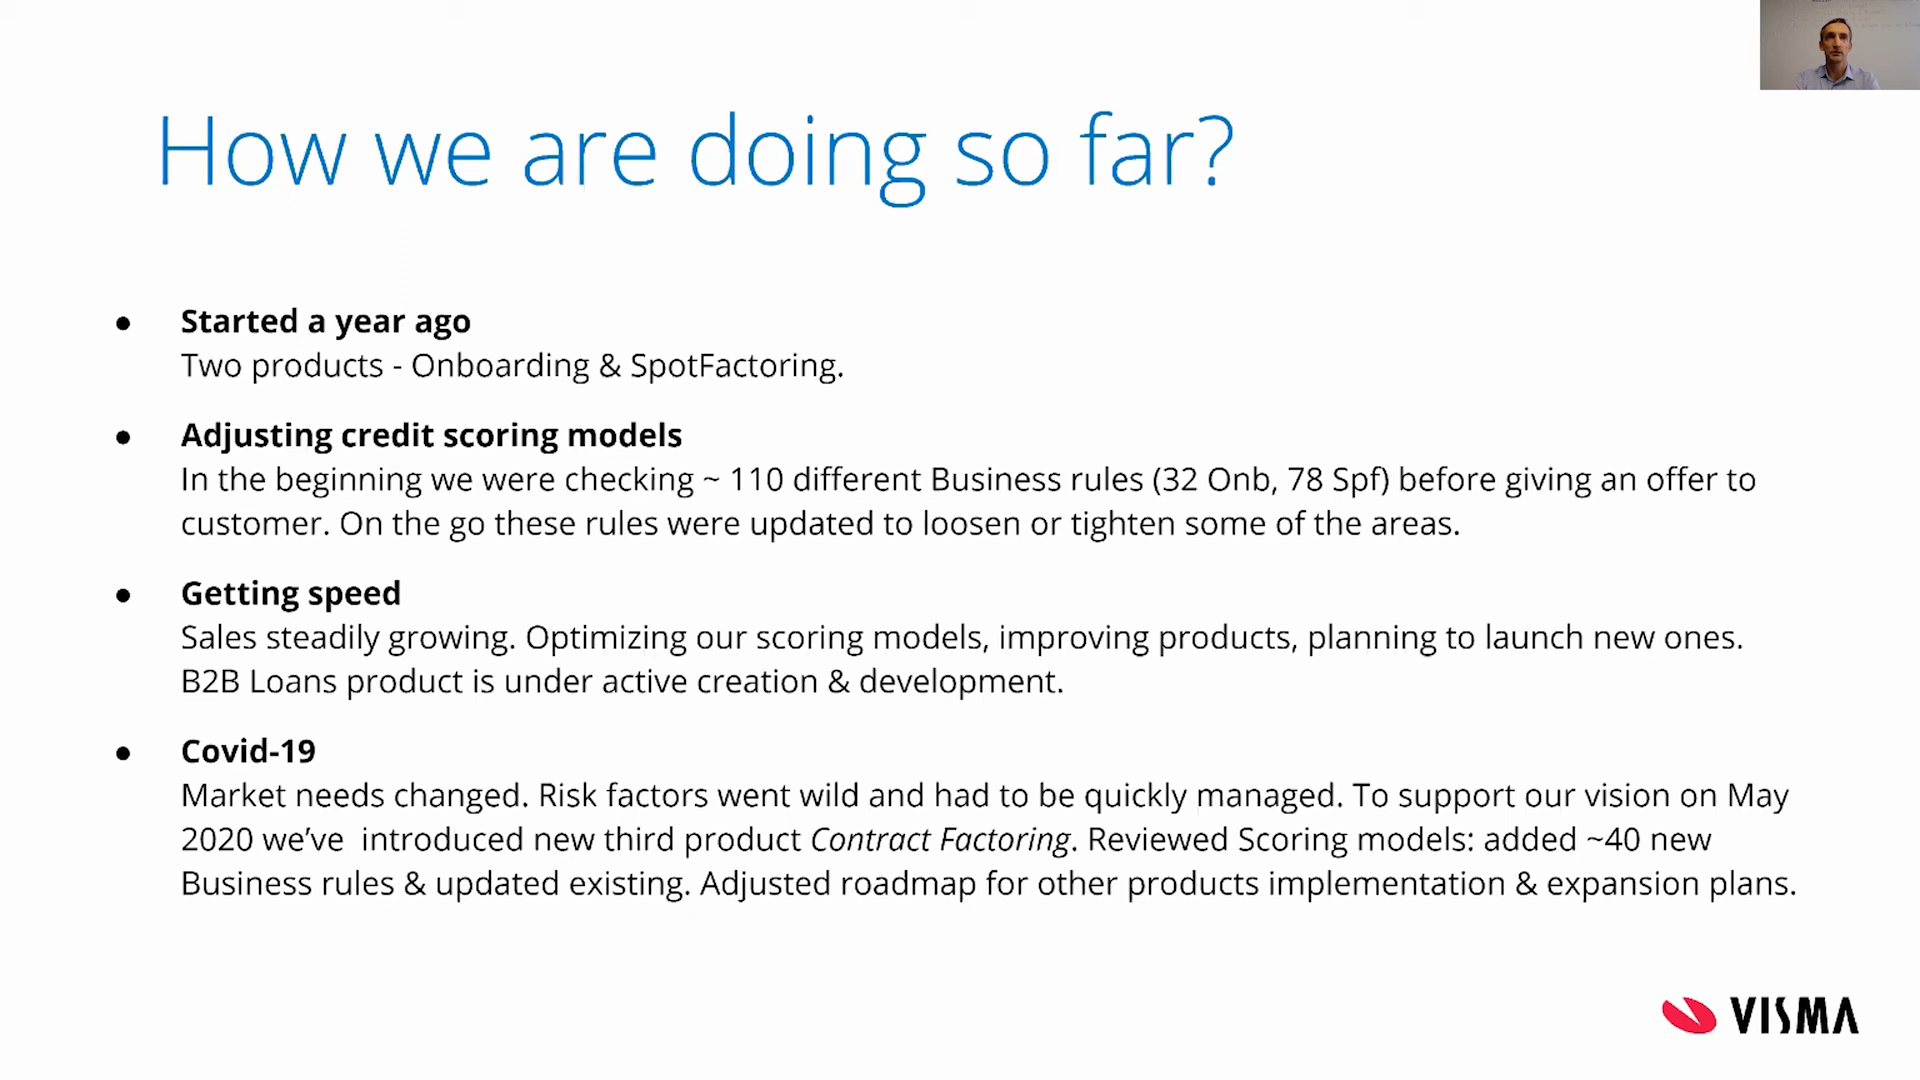 How we are doing so far?
● Started a year ago
Two products - Onboarding & SpotFactoring.
● Adjusting credit scoring models
In the beginning we were checking ~ 110 different Business rules (32 Onb, 78 Spf) before giving an offer to
customer. On the go these rules were updated to loosen or tighten some of the areas.
● Getting speed
Sales steadily growing. Optimizing our scoring models, improving products, planning to launch new ones.
B2B Loans product is under active creation & development.
● Covid-19
Market needs changed. Risk factors went wild and had to be quickly managed. To support our vision on May
2020 we’ve  introduced new third product Contract Factoring. Reviewed Scoring models: added ~40 new
Business rules & updated existing. Adjusted roadmap for other products implementation & expansion plans.
VISMA